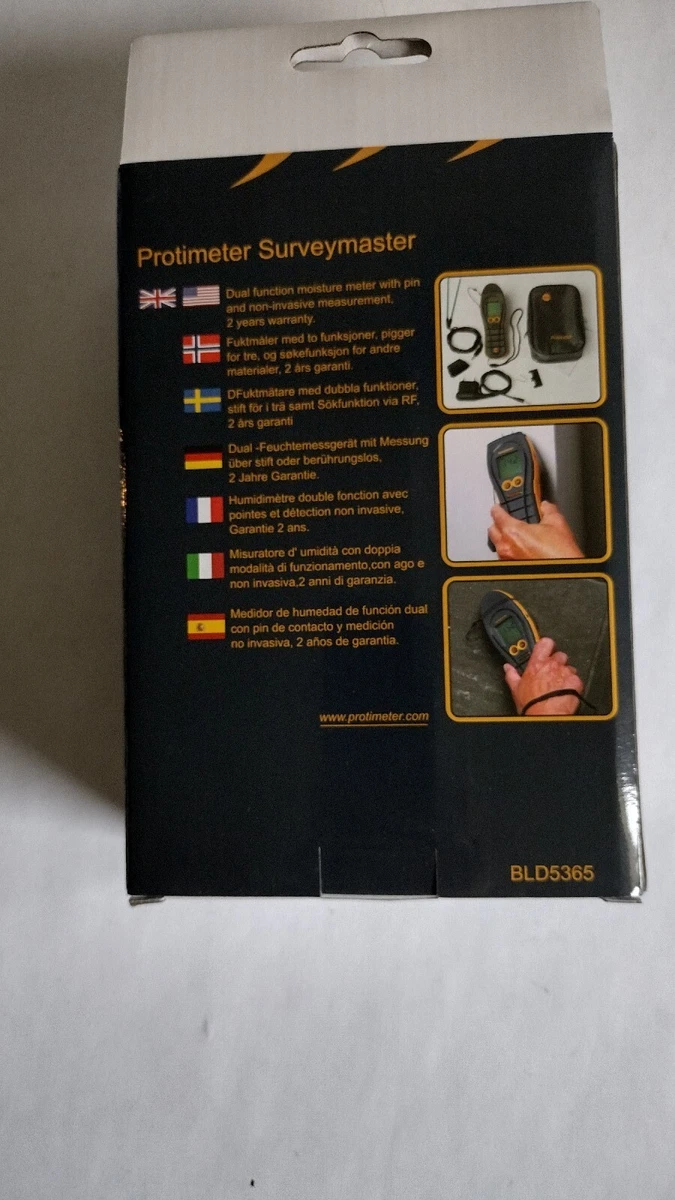 Protimeter Surveymaster
Dual function moisture meter with pin
and non-invasive measurement.
2 years warranty.
Fuktmåler med to funksjoner, pigger
for tre, og søkefunksjon for andre
materialer, 2 års garanti.
DFuktmätare med dubbla funktioner,
stift för i trä samt Sökfunktion via RF,
2 års garanti
Dual -Feuchtemessgerät mit Messung
über stift oder berührungslos,
2 Jahre Garantie.
Humidimètre double fonction avec
pointes et détection non invasive,
Garantie 2 ans.
Misuratore d' umidità con doppia
modalità di funzionamento,con ago e
non invasiva,2 anni di garanzia.
Medidor de humedad de función dual
con pin de contacto y medición
no invasiva, 2 años de garantia.
www.protimeter.com
BLD5365